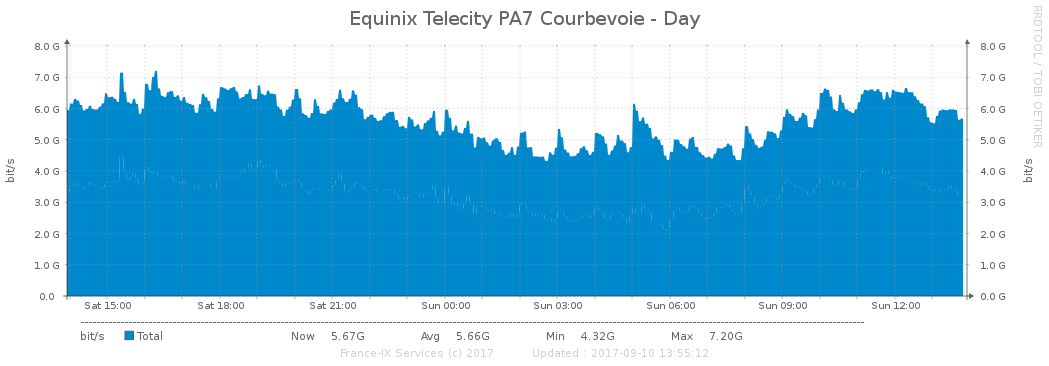 Equinix Telecity PA7 Courbevoie - Day
RRDTOOL / TOBI OETIKER
8.0 G 8.0 G
7.0 G 7.0 G
6.0 G 6.0 G
5.0 G 5.0 G
4.0 G 4.0 G
3.0 G 3.0 G
2.0 G 2.0 G
1.0 G 1.0 G
0.0 0.0 G
bit/s
bit/s
Sat 15:00 Sat 18:00 Sat 21:00 Sun 00:00 Sun 03:00 Sun 06:00 Sun 09:00 Sun 12:00
bit/s Total Now 5.67G Avg 5.66G Min 4.32G Max 7.20G
France-IX Services (c) 2017 Updated : 2017-09-10 13:55:12